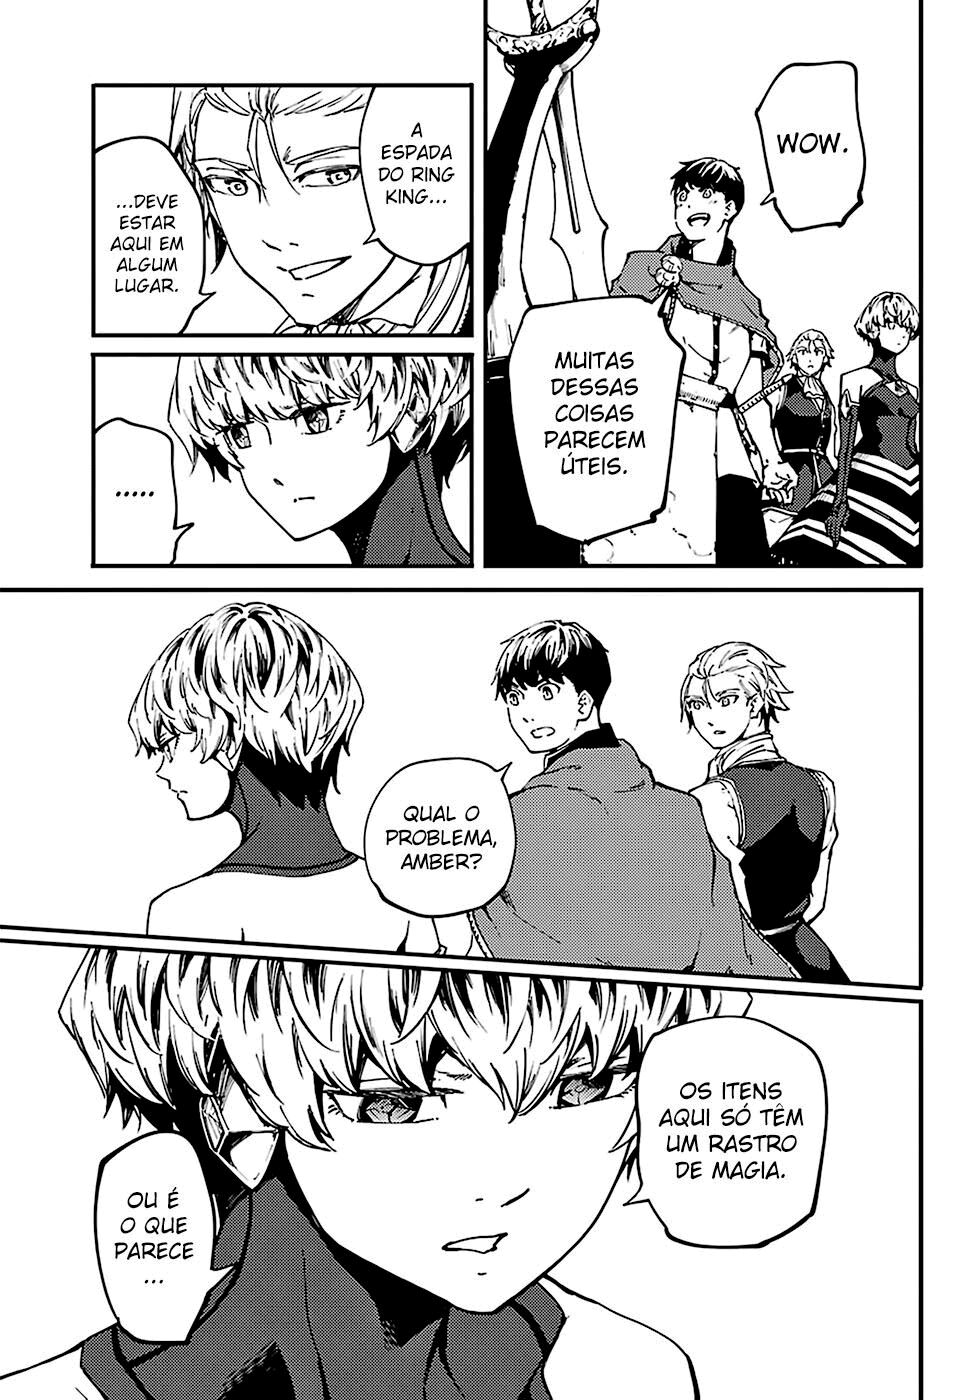 WOW.
MUITAS
DESSAS
COISAS
PARECEM
ÚTEIS.
A
ESPADA
DO RING
KING...
...DEVE
ESTAR
AQUI EM
ALGUM
LUGAR.
.....
QUAL O
PROBLEMA,
AMBER?
OS ITENS
AQUI SÓ TÊM
UM RASTRO
DE MAGIA.
OU É
O QUE
PARECE
...